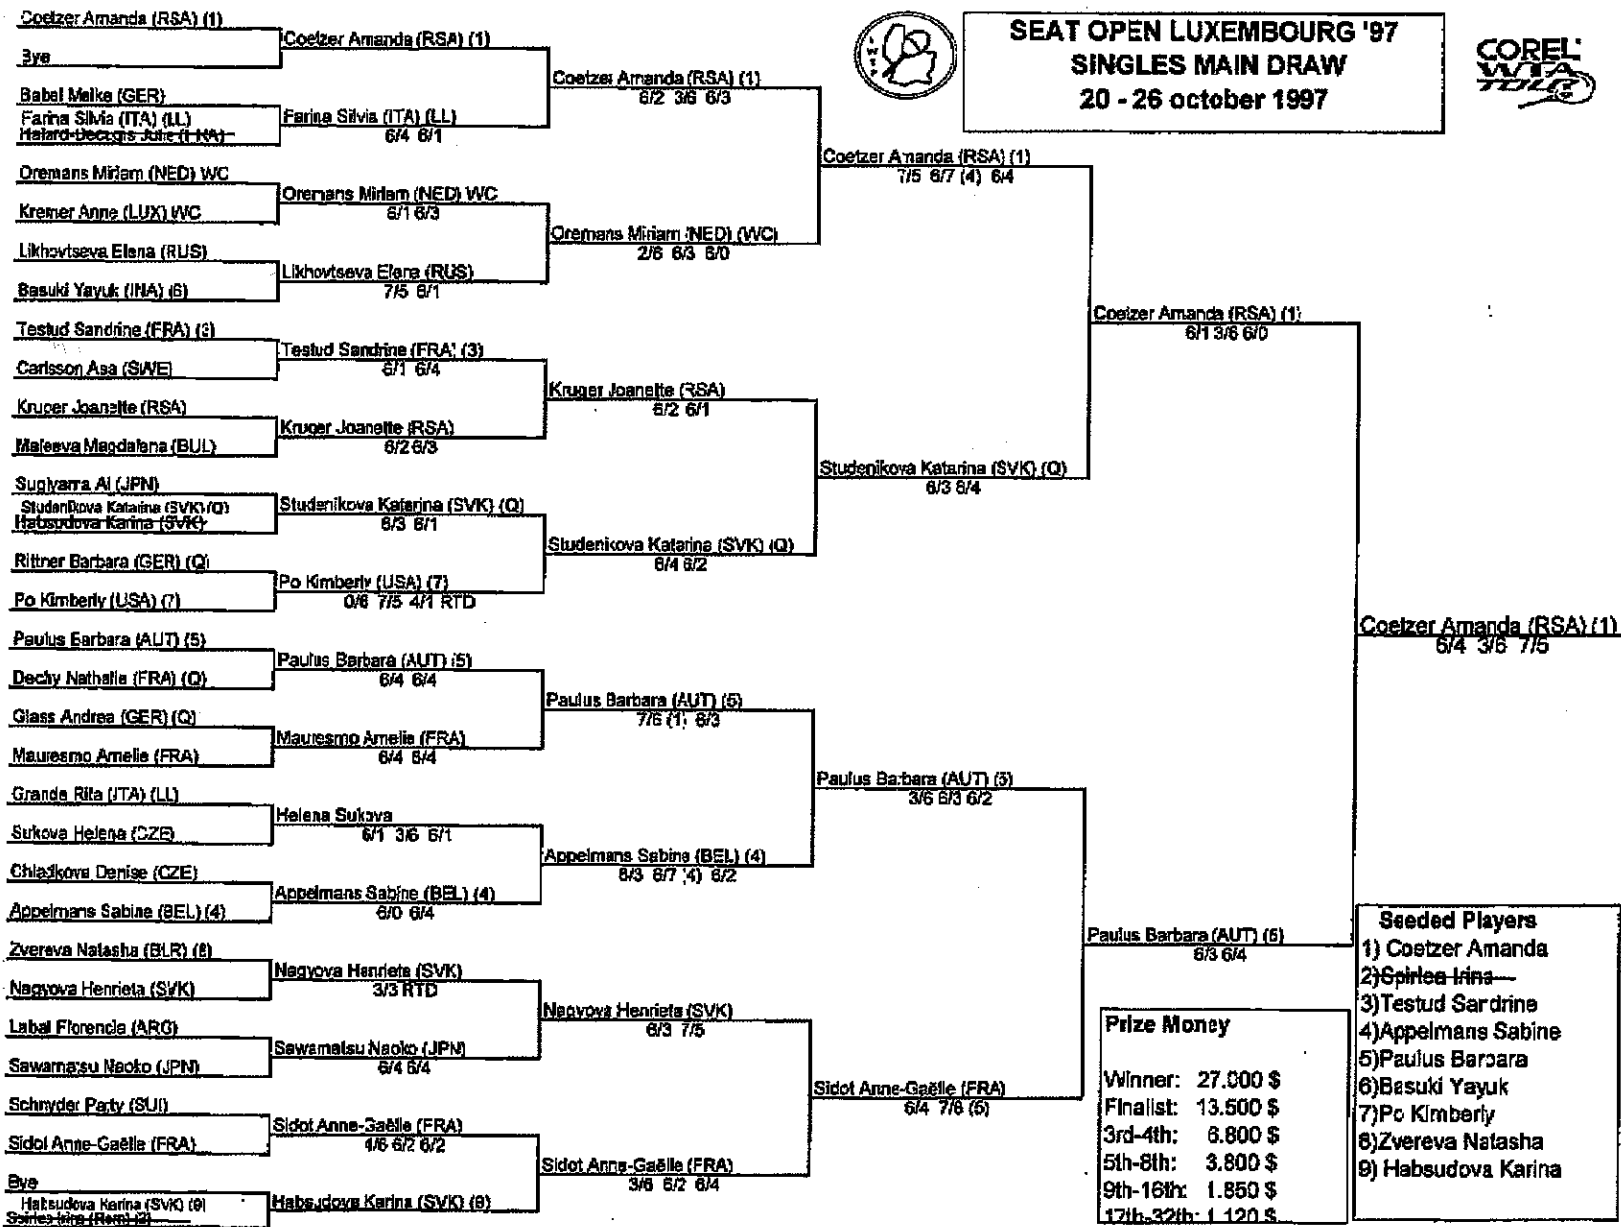 SEAT OPEN LUXEMBOURG '97
SINGLES MAIN DRAW
20 - 26 october 1997
COREL
WTA
TOUR
Coetzer Amanda (RSA) (1)
Bye
Babel Meike (GER)
Farina Silvia (ITA) (LL)
Halard-Decugis Julie (FRA)
Oremans Miriam (NED) WC
Kremer Anne (LUX) WC
Likhovtseva Elena (RUS)
Basuki Yayuk (INA) (6)
Testud Sandrine (FRA) (3)
Carlsson Asa (SWE)
Kruger Joanette (RSA)
Maleeva Magdalena (BUL)
Sugiyama Ai (JPN)
Studenikova Katarina (SVK) (Q)
Habsudova Karina (SVK)
Rittner Barbara (GER) (Q)
Po Kimberly (USA) (7)
Paulus Barbara (AUT) (5)
Dechy Nathalie (FRA) (Q)
Glass Andrea (GER) (Q)
Mauresmo Amelie (FRA)
Grande Rita (ITA) (LL)
Sukova Helena (CZE)
Chladkova Denise (CZE)
Appelmans Sabine (BEL) (4)
Zvereva Natasha (BLR) (8)
Nagyova Henrieta (SVK)
Labat Florencia (ARG)
Sawamatsu Naoko (JPN)
Schnyder Patty (SUI)
Sidot Anne-Gaëlle (FRA)
Bye
Habsudova Karina (SVK) (9)
Spirlea Irina (Rom) (2)
Coetzer Amanda (RSA) (1)
Farina Silvia (ITA) (LL)
6/4 6/1
Oremans Miriam (NED) WC
6/1 6/3
Likhovtseva Elena (RUS)
7/5 6/1
Testud Sandrine (FRA) (3)
6/1 6/4
Kruger Joanette (RSA)
6/2 6/3
Studenikova Katarina (SVK) (Q)
6/3 6/1
Po Kimberly (USA) (7)
0/6 7/5 4/1 RTD
Paulus Barbara (AUT) (5)
6/4 6/4
Mauresmo Amelie (FRA)
6/4 6/4
Helena Sukova
6/1 3/6 6/1
Appelmans Sabine (BEL) (4)
6/0 6/4
Nagyova Henrieta (SVK)
3/3 RTD
Sawamatsu Naoko (JPN)
6/4 6/4
Sidot Anne-Gaëlle (FRA)
4/6 6/2 6/2
Habsudova Karina (SVK) (9)
Coetzer Amanda (RSA) (1)
6/2 3/6 6/3
Oremans Miriam (NED) (WC)
2/6 6/3 6/0
Kruger Joanette (RSA)
6/2 6/1
Studenikova Katarina (SVK) (Q)
6/4 6/2
Paulus Barbara (AUT) (5)
7/6 (1) 6/3
Appelmans Sabine (BEL) (4)
6/3 6/7 (4) 6/2
Nagyova Henrieta (SVK)
6/3 7/5
Sidot Anne-Gaëlle (FRA)
3/6 6/2 6/4
Coetzer Amanda (RSA) (1)
7/5 6/7 (4) 6/4
Studenikova Katarina (SVK) (Q)
6/3 6/4
Paulus Barbara (AUT) (5)
3/6 6/3 6/2
Sidot Anne-Gaëlle (FRA)
6/4 7/6 (5)
Coetzer Amanda (RSA) (1)
6/1 3/6 6/0
Paulus Barbara (AUT) (5)
6/3 6/4
Coetzer Amanda (RSA) (1)
6/4 3/6 7/5
Prize Money
Winner: 27.000 $
Finalist: 13.500 $
3rd-4th: 6.800 $
5th-8th: 3.800 $
9th-16th: 1.850 $
17th-32th: 1.120 $
Seeded Players
1) Coetzer Amanda
2)Spirlea Irina
3)Testud Sandrine
4)Appelmans Sabine
5)Paulus Barbara
6)Basuki Yayuk
7)Po Kimberly
8)Zvereva Natasha
9) Habsudova Karina